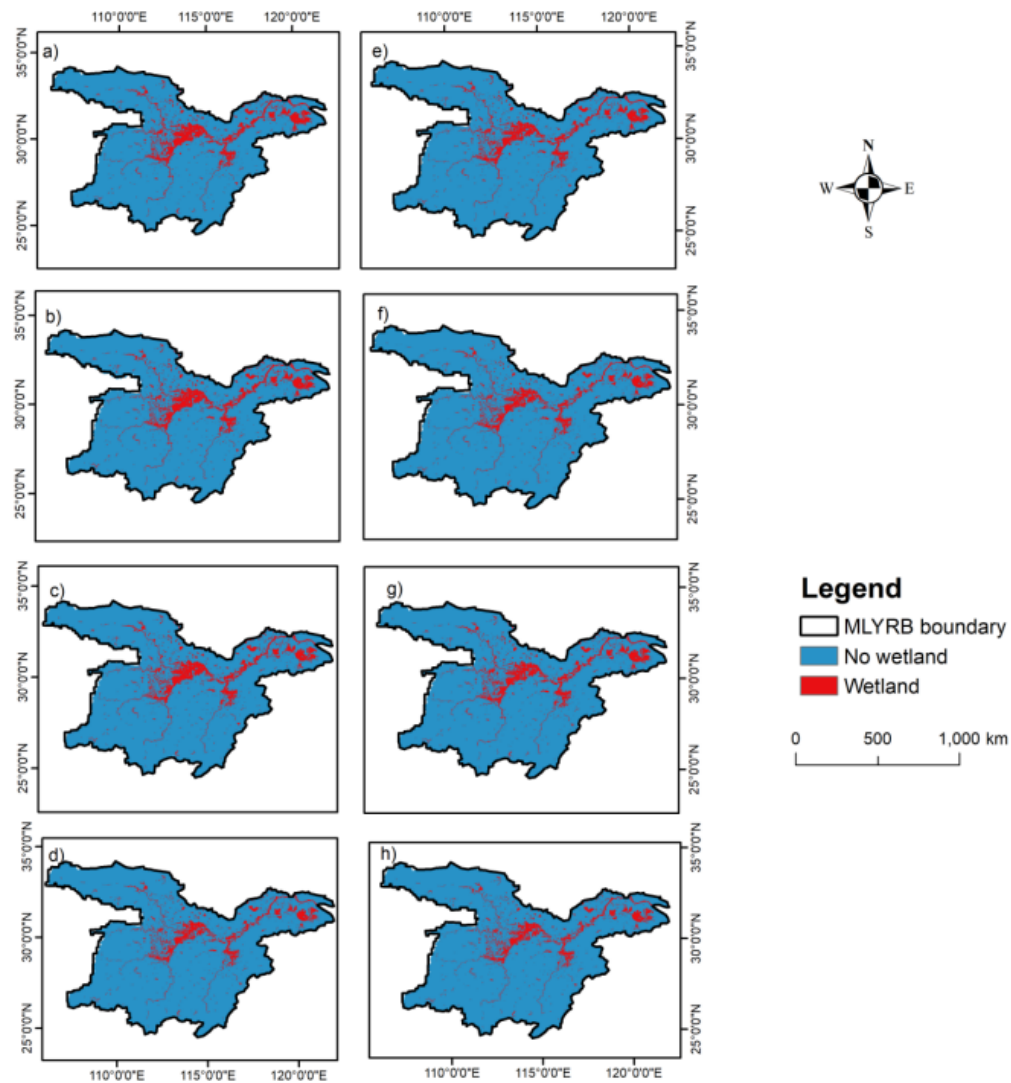 110°0'0"E 115°0'0"E 120°0'0"E 110°0'0"E 115°0'0"E 120°0'0"E
a)
e)
35°0'0"N
30°0'0"N
25°0'0"N
35°0'0"N
30°0'0"N
25°0'0"N
N
W E
S
b)
f)
35°0'0"N
30°0'0"N
25°0'0"N
35°0'0"N
30°0'0"N
25°0'0"N
c)
g)
35°0'0"N
30°0'0"N
25°0'0"N
35°0'0"N
30°0'0"N
25°0'0"N
Legend
MLYRB boundary
No wetland
Wetland
0 500 1,000 km
d)
h)
35°0'0"N
30°0'0"N
25°0'0"N
35°0'0"N
30°0'0"N
25°0'0"N
110°0'0"E 115°0'0"E 120°0'0"E 110°0'0"E 115°0'0"E 120°0'0"E